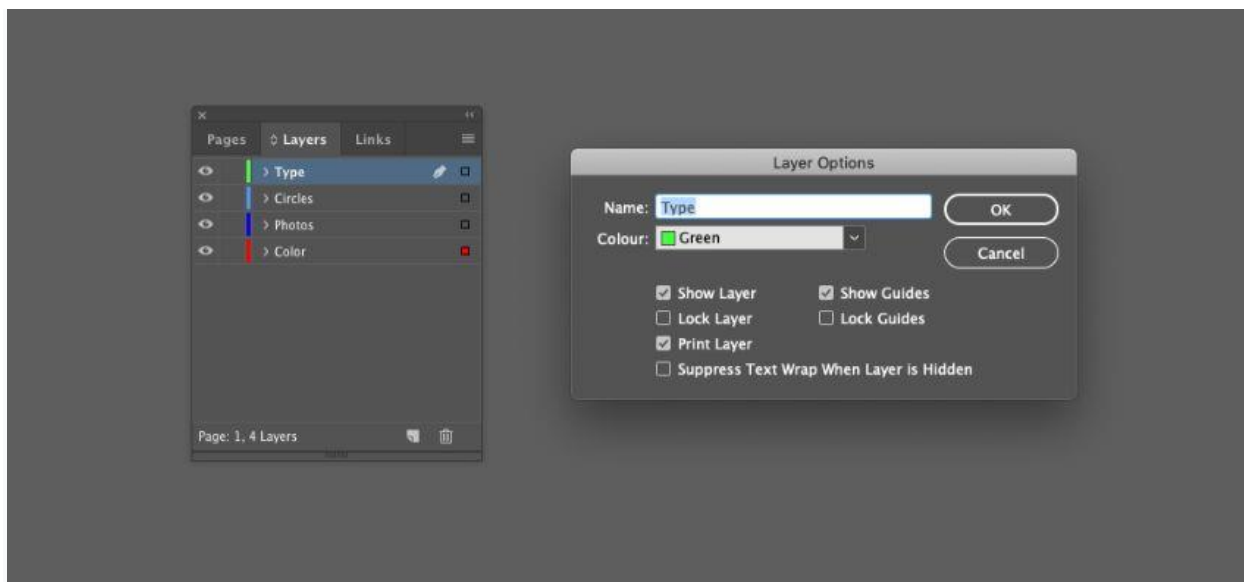 Pages Layers Links
Type
Circles
Photos
Color
Page: 1, 4 Layers
Layer Options
Name: Type
OK
Colour: Green
Cancel
Show Layer Show Guides
Lock Layer Lock Guides
Print Layer
Suppress Text Wrap When Layer is Hidden